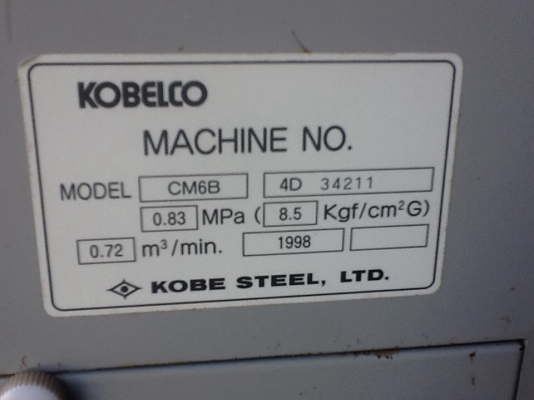 KOBELCO
MACHINE NO.
MODEL CM6B 4D 34211
0.83 MPa ( 8.5 Kgf/cm²G)
0.72 m³/min. 1998
KOBE STEEL, LTD.